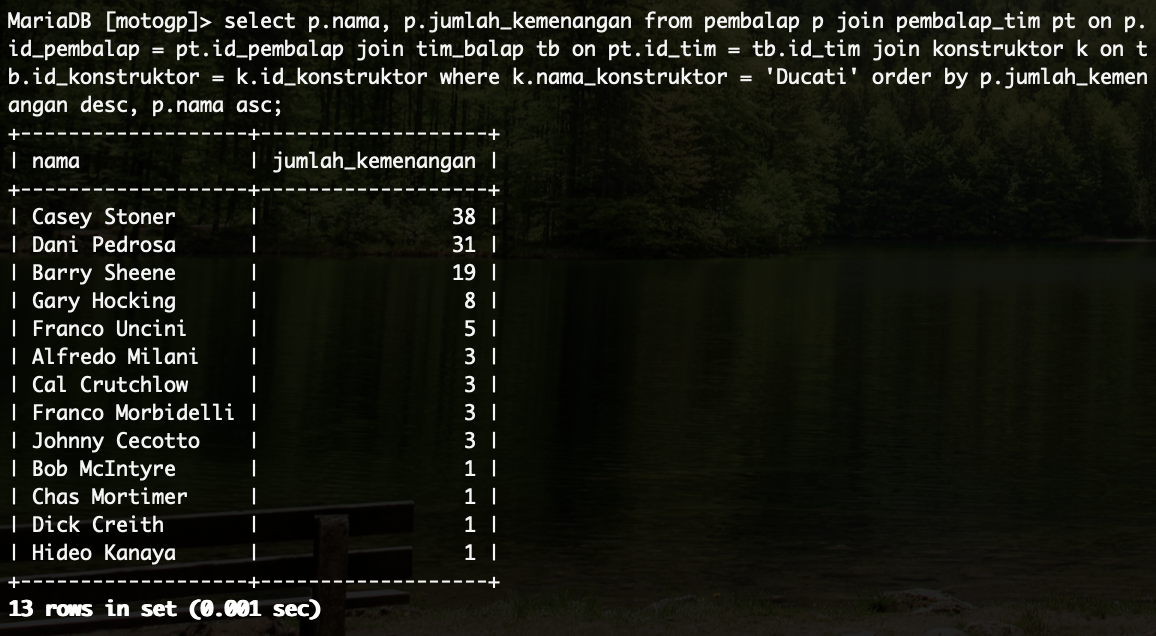 MariaDB [motogp]> select p.nama, p.jumlah_kemenangan from pembalap p join pembalap_tim pt on p.
id_pembalap = pt.id_pembalap join tim_balap tb on pt.id_tim = tb.id_tim join konstruktor k on t
b.id_konstruktor = k.id_konstruktor where k.nama_konstruktor = 'Ducati' order by p.jumlah_kemen
angan desc, p.nama asc;
+------------------+-------------------+
| nama | jumlah_kemenangan |
+------------------+-------------------+
| Casey Stoner | 38 |
| Dani Pedrosa | 31 |
| Barry Sheene | 19 |
| Gary Hocking | 8 |
| Franco Uncini | 5 |
| Alfredo Milani | 3 |
| Cal Crutchlow | 3 |
| Franco Morbidelli | 3 |
| Johnny Cecotto | 3 |
| Bob McIntyre | 1 |
| Chas Mortimer | 1 |
| Dick Creith | 1 |
| Hideo Kanaya | 1 |
+------------------+-------------------+
13 rows in set (0.001 sec)